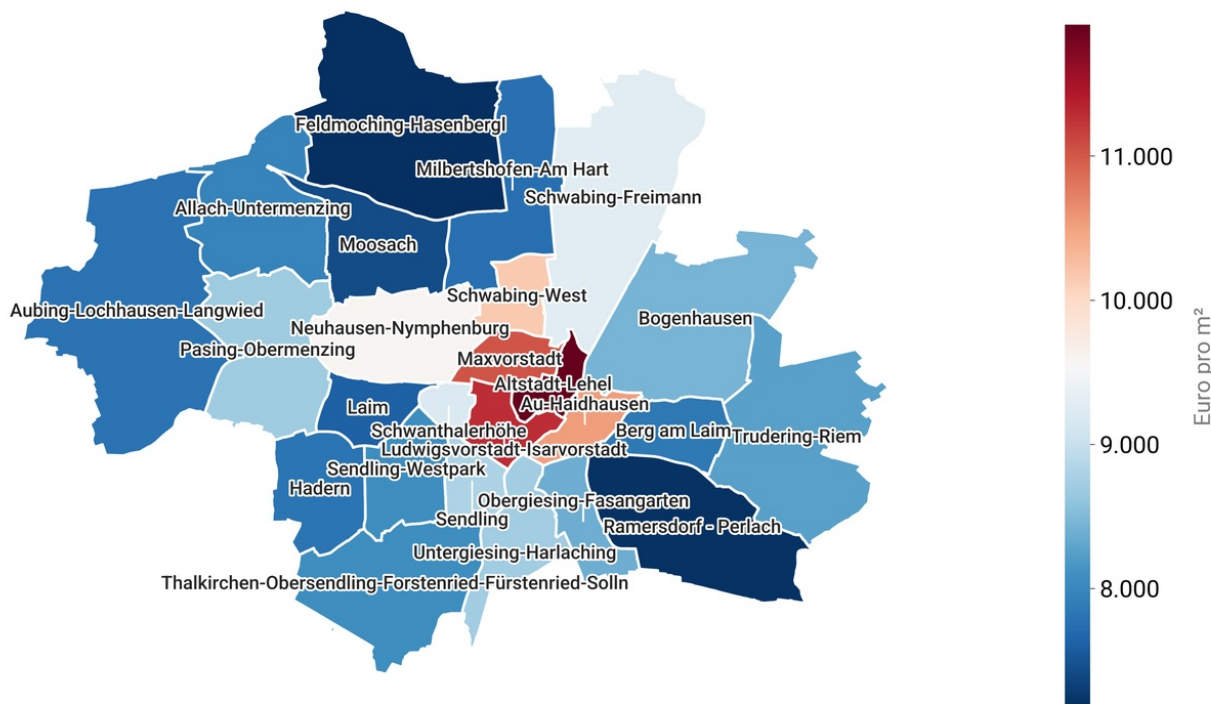 Feldmoching-Hasenbergl
Milbertshofen-Am Hart
Schwabing-Freimann
Allach-Untermenzing
Moosach
Schwabing-West
Aubing-Lochhausen-Langwied
Bogenhausen
Neuhausen-Nymphenburg
Pasing-Obermenzing
Maxvorstadt
Altstadt-Lehel
Au-Haidhausen
Laim
Schwanthalerhöhe
Berg am Laim
Trudering-Riem
Ludwigsvorstadt-Isarvorstadt
Sendling-Westpark
Hadern
Obergiesing-Fasangarten
Sendling
Ramersdorf - Perlach
Untergiesing-Harlaching
Thalkirchen-Obersendling-Forstenried-Fürstenried-Solln
11.000
10.000
9.000
8.000
Euro pro m²